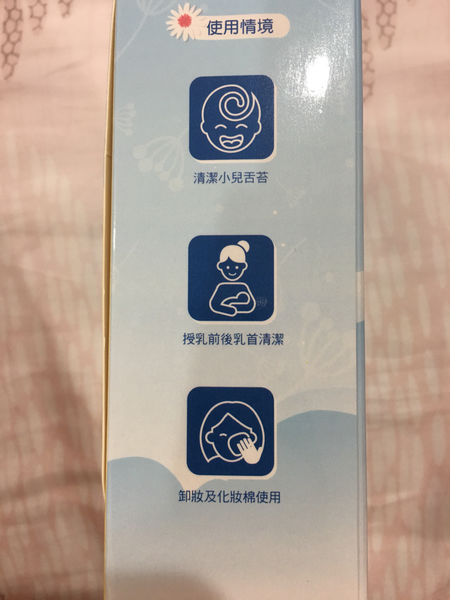 使用情境
清潔小兒舌苔
授乳前後乳首清潔
卸妝及化妝棉使用